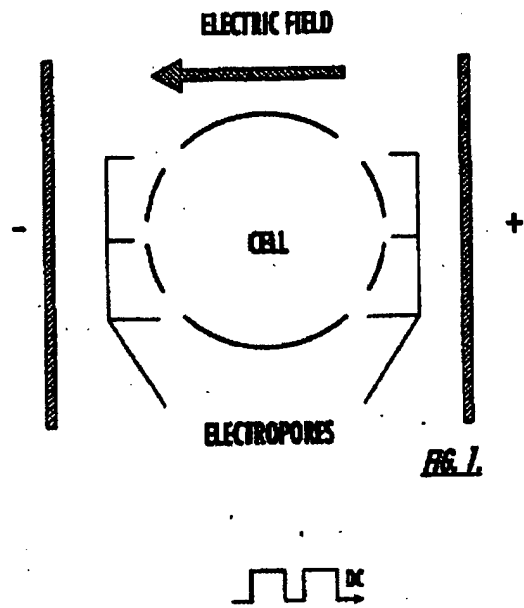 ELECTRIC FIELD
-
+
CELL
ELECTROPORES
FIG. 1.
DC